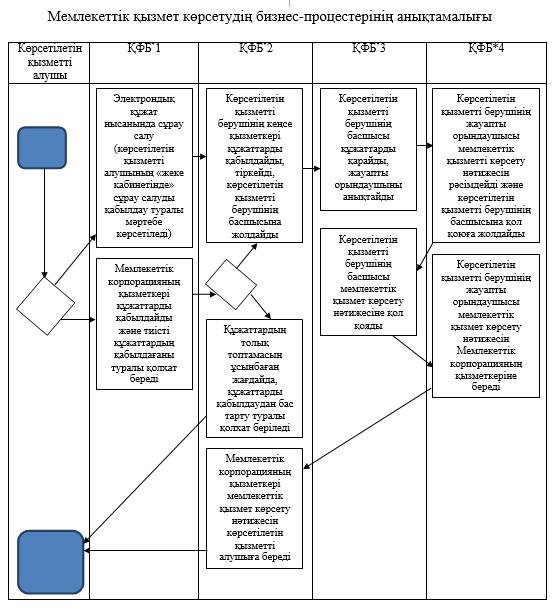 Мемлекеттік қызмет көрсетудің бизнес-процестерінің анықтамалығы
Көрсетілетін
қызметті
алушы
ҚФБ*1
ҚФБ*2
ҚФБ*3
ҚФБ*4
Электрондық
құжат
нысанында сұрау
салу
(көрсетілетін
қызметті
алушының «жеке
кабинетінде»
сұрау салуды
қабылдау туралы
мәртебе
көрсетіледі)
Мемлекеттік
корпорацияның
қызметкері
құжаттарды
қабылдайды
және тиісті
құжаттардың
қабылдағаны
туралы қолхат
береді
Көрсетілетін
қызметті
берушінің кеңсе
қызметкері
құжаттарды
қабылдайды,
тіркейді,
көрсетілетін
қызметті
берушінің
басшысына
жолдайды
Құжаттардың
толық
топтамасын
ұсынбаған
жағдайда,
құжаттарды
қабылдаудан бас
тарту туралы
қолхат беріледі
Мемлекеттік
корпорацияның
қызметкері
мемлекеттік
қызмет көрсету
нәтижесін
көрсетілетін
қызметті
алушыға береді
Көрсетілетін
қызметті
берушінің
басшысы
құжаттарды
қарайды,
жауапты
орындаушыны
анықтайды
Көрсетілетін
қызметті
берушінің
басшысы
мемлекеттік
қызмет көрсету
нәтижесіне қол
қояды
Көрсетілетін
қызметті берушінің
жауапты
орындаушысы
мемлекеттік
қызметті көрсету
нәтижесін
рәсімдейді және
көрсетілетін
қызметті берушінің
басшысына қол
қоюға жолдайды
Көрсетілетін
қызметті берушінің
жауапты
орындаушысы
мемлекеттік
қызмет көрсету
нәтижесін
Мемлекеттік
корпорацияның
қызметкеріне
береді